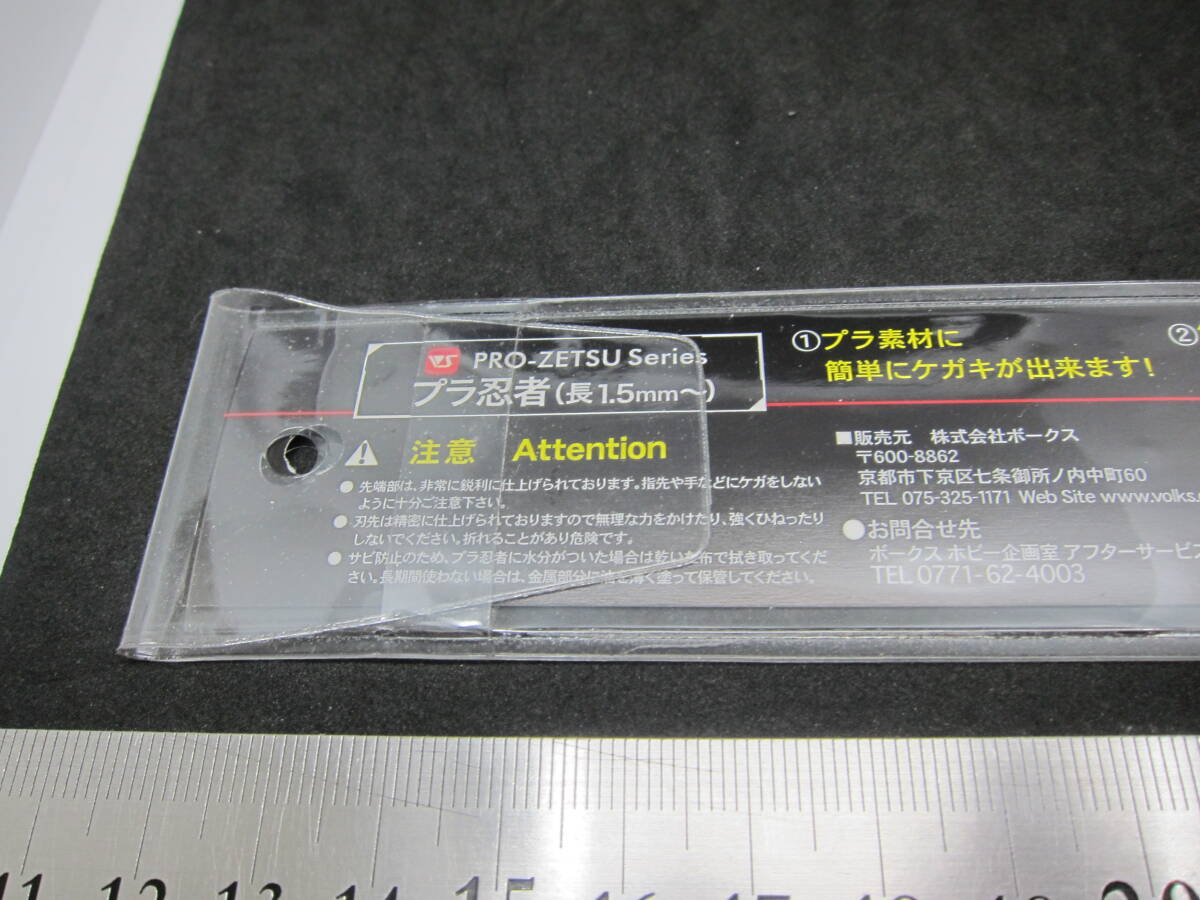 VS PRO-ZETSU Series
プラ忍者(長1.5mm〜)
注意 Attention
● 先端部は、非常に鋭利に仕上げられております。指先や手などにケガをしない
ように十分ご注意下さい。
● 刃先は精密に仕上げられておりますので無理な力をかけたり、強くひねったり
しないでください。折れることがあり危険です。
● サビ防止のため、プラ忍者に水分がついた場合は乾いた布で拭き取ってくだ
さい。長期間使わない場合は、金属部分に油を薄く塗って保管してください。
①プラ素材に
簡単にケガキが出来ます！
②
■販売元 株式会社ボークス
〒600-8862
京都市下京区七条御所ノ内中町60
TEL 075-325-1171 Web Site www.volks.
●お問合せ先
ボークス ホビー企画室 アフターサービ
TEL 0771-62-4003
11 12 13 14 15 16 17 18 19 20